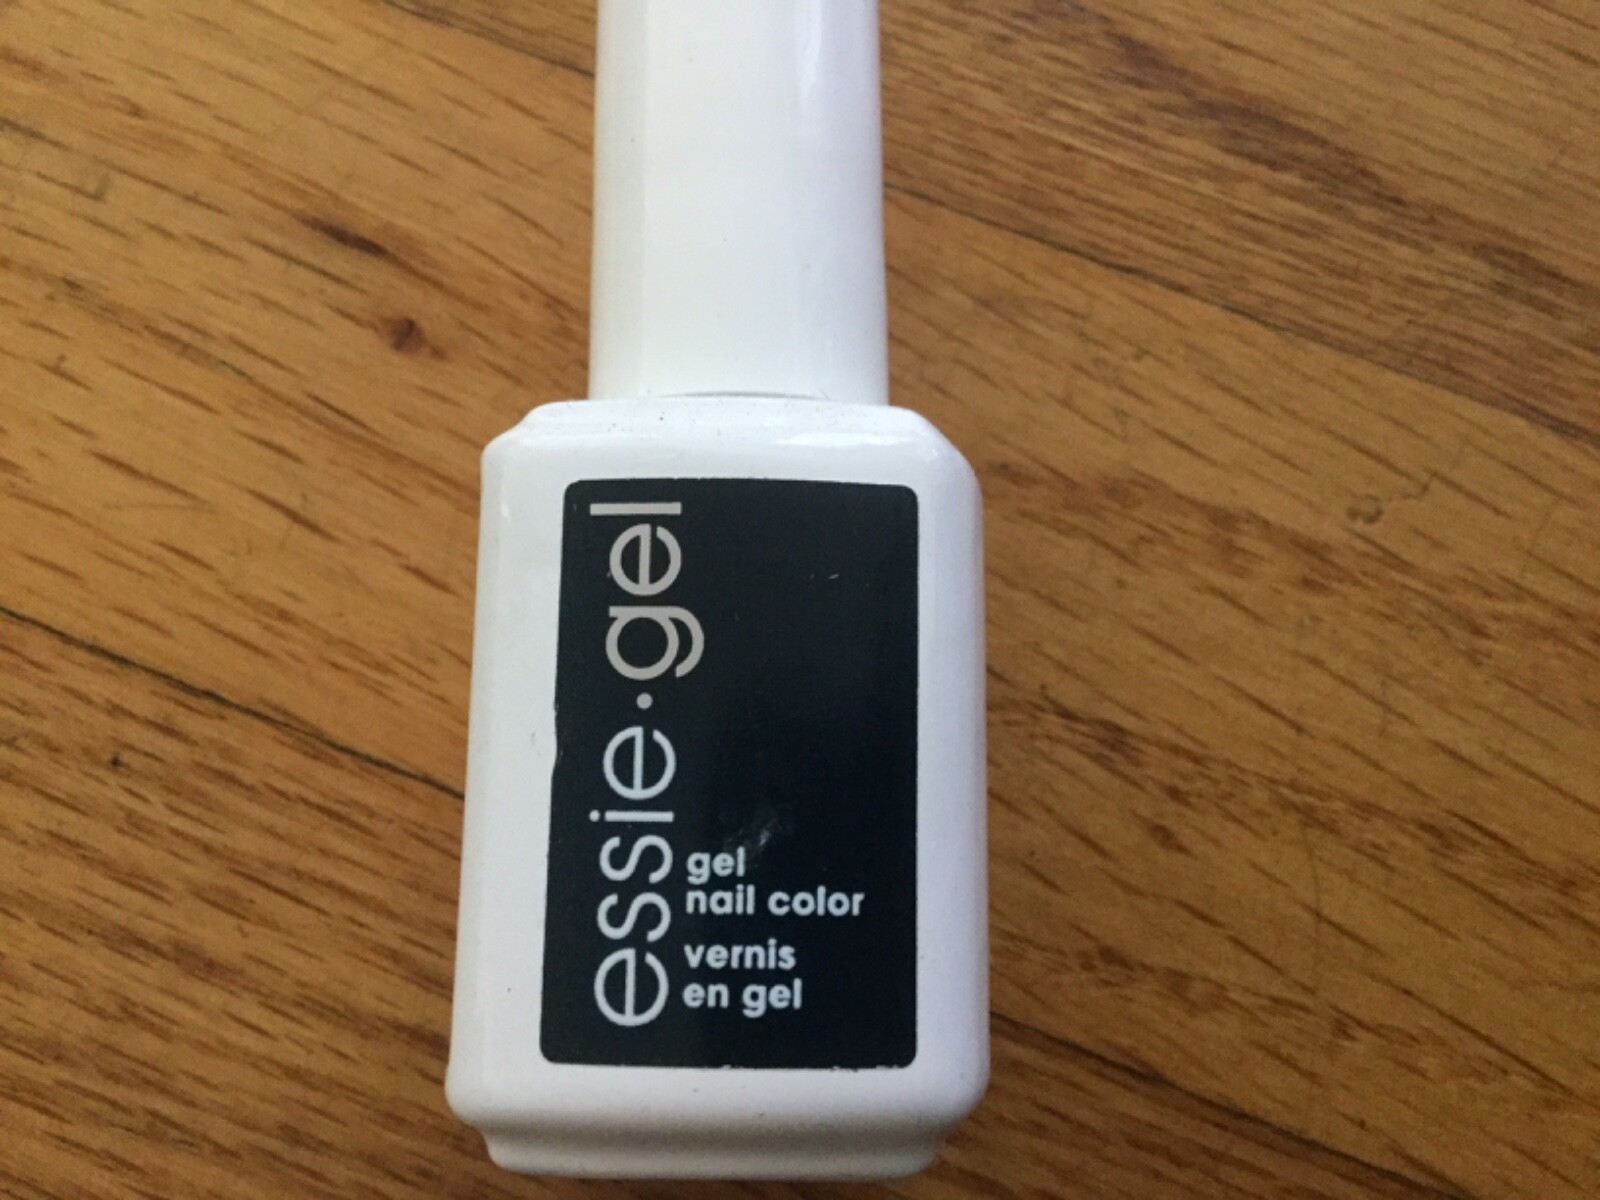 essie·gel
gel
nail color
vernis
en gel